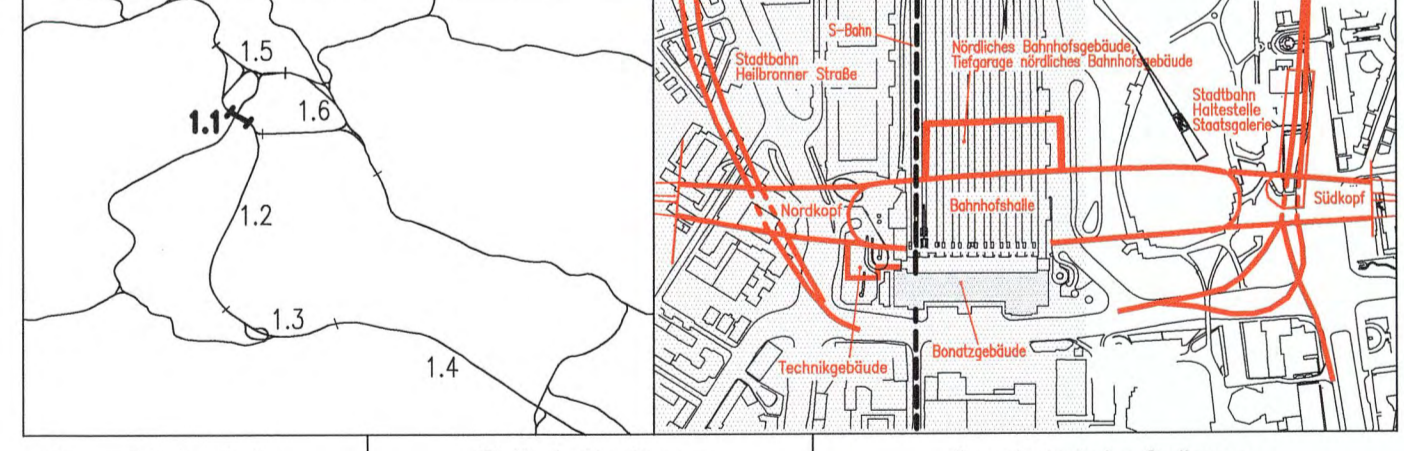 1.5
1.6
1.1
1.2
1.3
1.4
S-Bahn
Stadtbahn
Heilbronner Straße
Nördliches Bahnhofsgebäude,
Tiefgarage nördliches Bahnhofsgebäude
Stadtbahn
Haltestelle
Staatsgalerie
Nordkopf
Bahnhofshalle
Südkopf
Technikgebäude
Bonatzgebäude